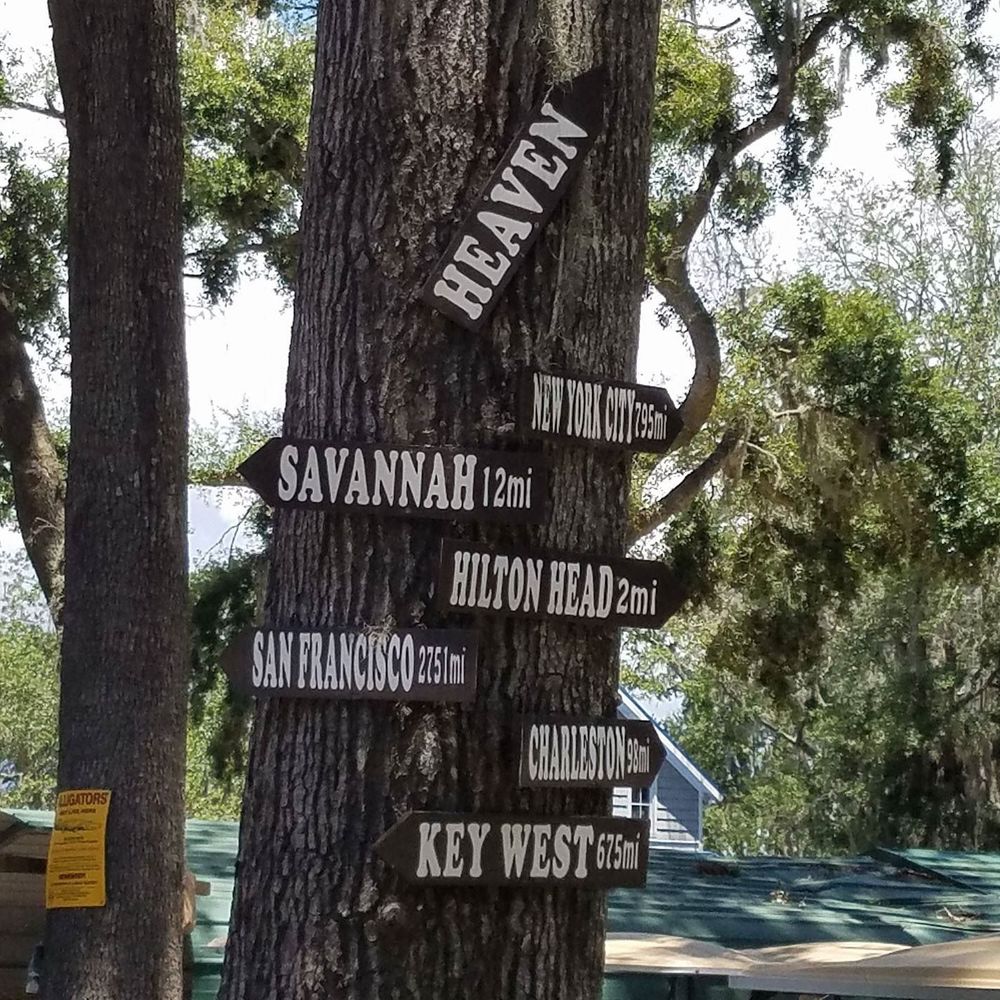 HEAVEN
NEW YORK CITY 795mi
SAVANNAH 12mi
HILTON HEAD 2mi
SAN FRANCISCO 2751mi
CHARLESTON 98mi
KEY WEST 675mi
ALLIGATORS